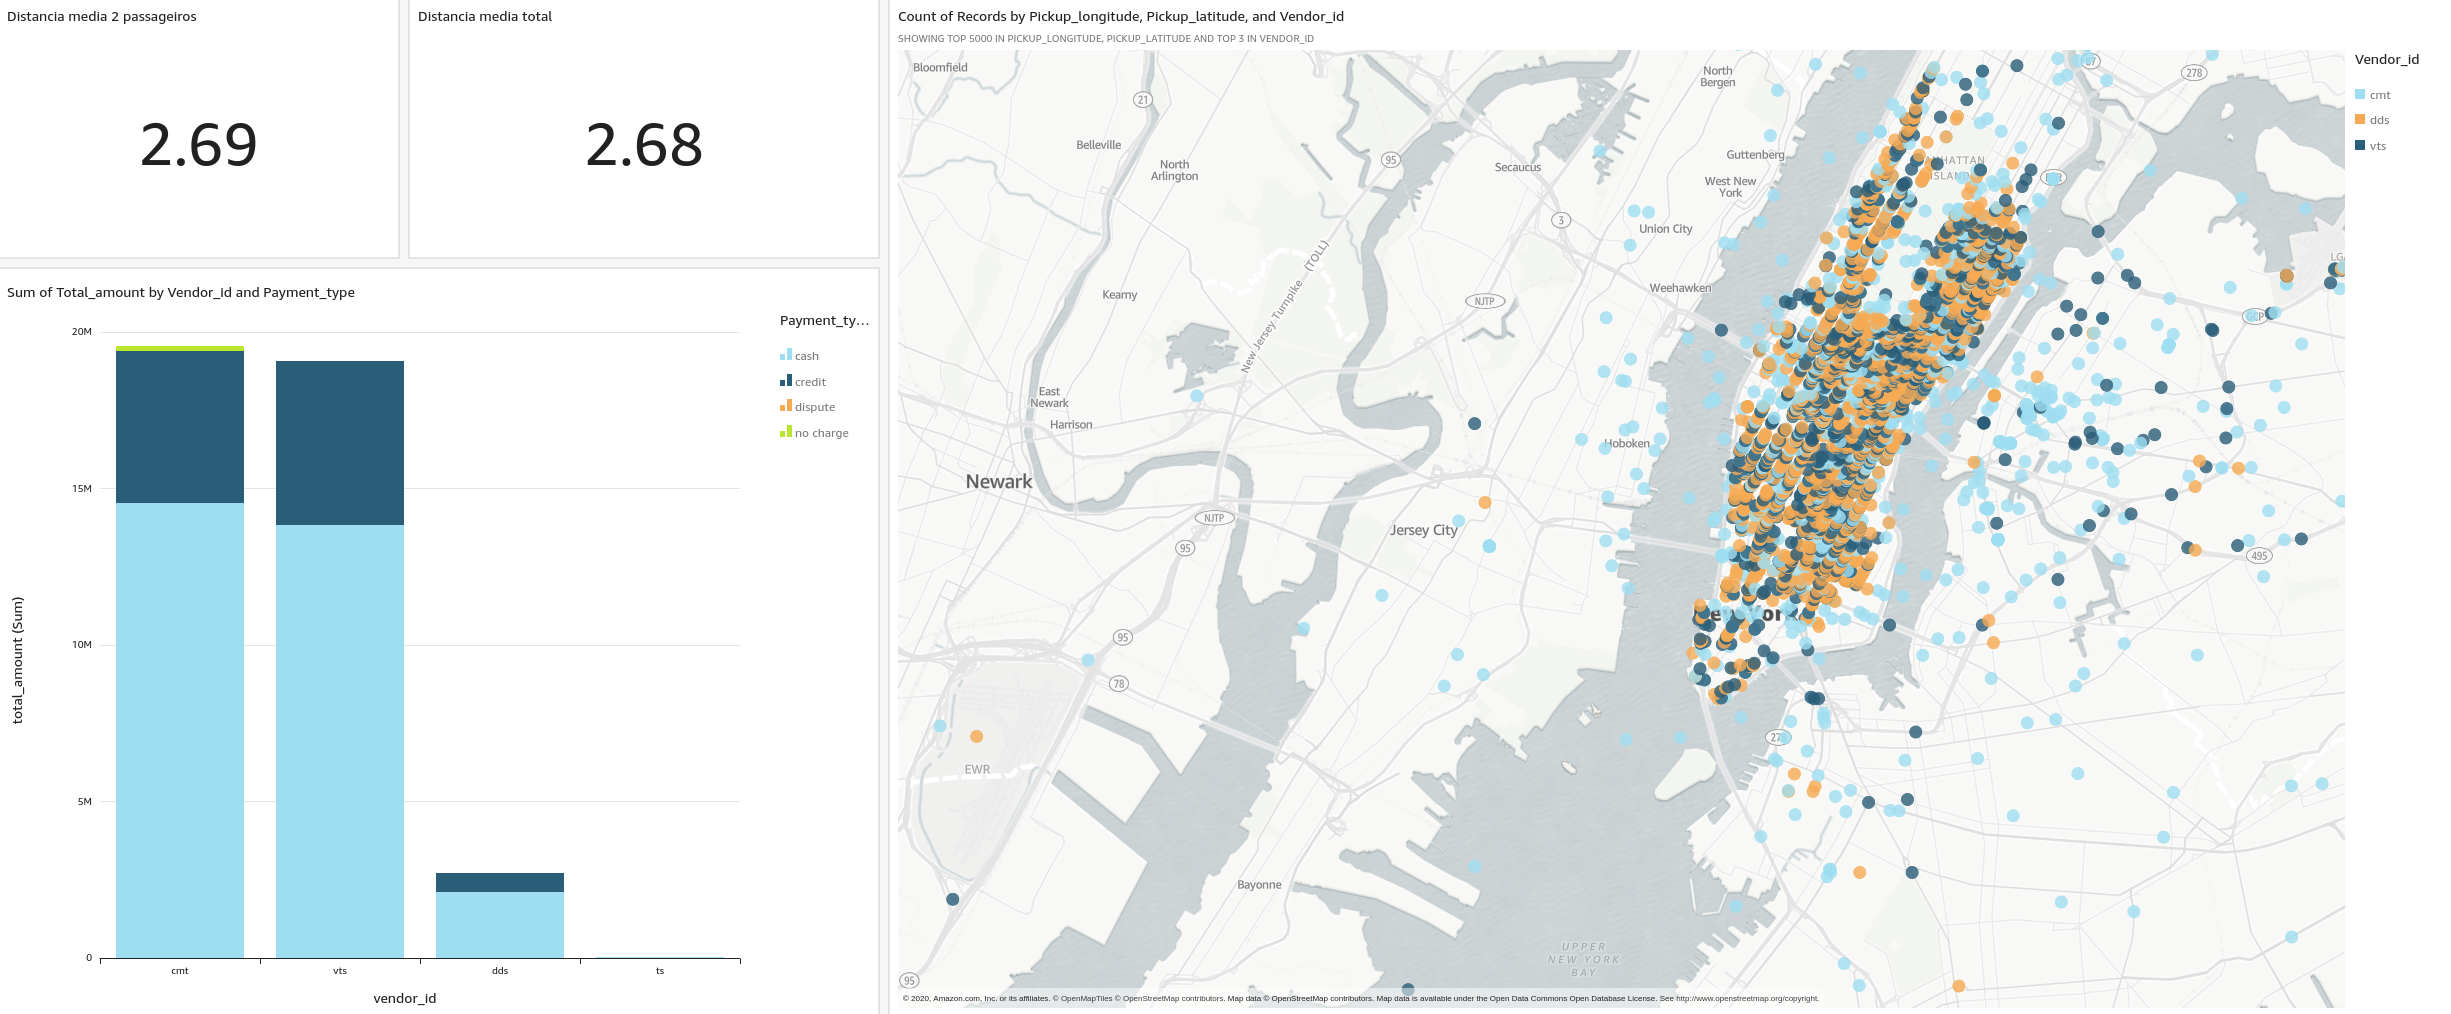 Distancia media 2 passageiros
2.69
Distancia media total
2.68
Sum of Total_amount by Vendor_id and Payment_type
20M
15M
10M
5M
0
total_amount (Sum)
cmt
vts
dds
ts
vendor_id
Payment_ty...
cash
credit
dispute
no charge
Count of Records by Pickup_longitude, Pickup_latitude, and Vendor_id
SHOWING TOP 5000 IN PICKUP_LONGITUDE, PICKUP_LATITUDE AND TOP 3 IN VENDOR_ID
Vendor_id
cmt
dds
vts
Bloomfield
21
Belleville
North
Arlington
95
Secaucus
North
Bergen
Guttenberg
West New
York
3
Union City
278
Weehawken
Kearny
New Jersey Turnpike (TOLL)
NJTP
East
Newark
Harrison
Hoboken
Newark
NJTP
Jersey City
95
495
95
78
EWR
Bayonne
UPPER
NEW YORK
BAY
95
© 2020, Amazon.com, Inc. or its affiliates. © OpenMapTiles © OpenStreetMap contributors. Map data © OpenStreetMap contributors. Map data is available under the Open Data Commons Open Database License. See http://www.openstreetmap.org/copyright.